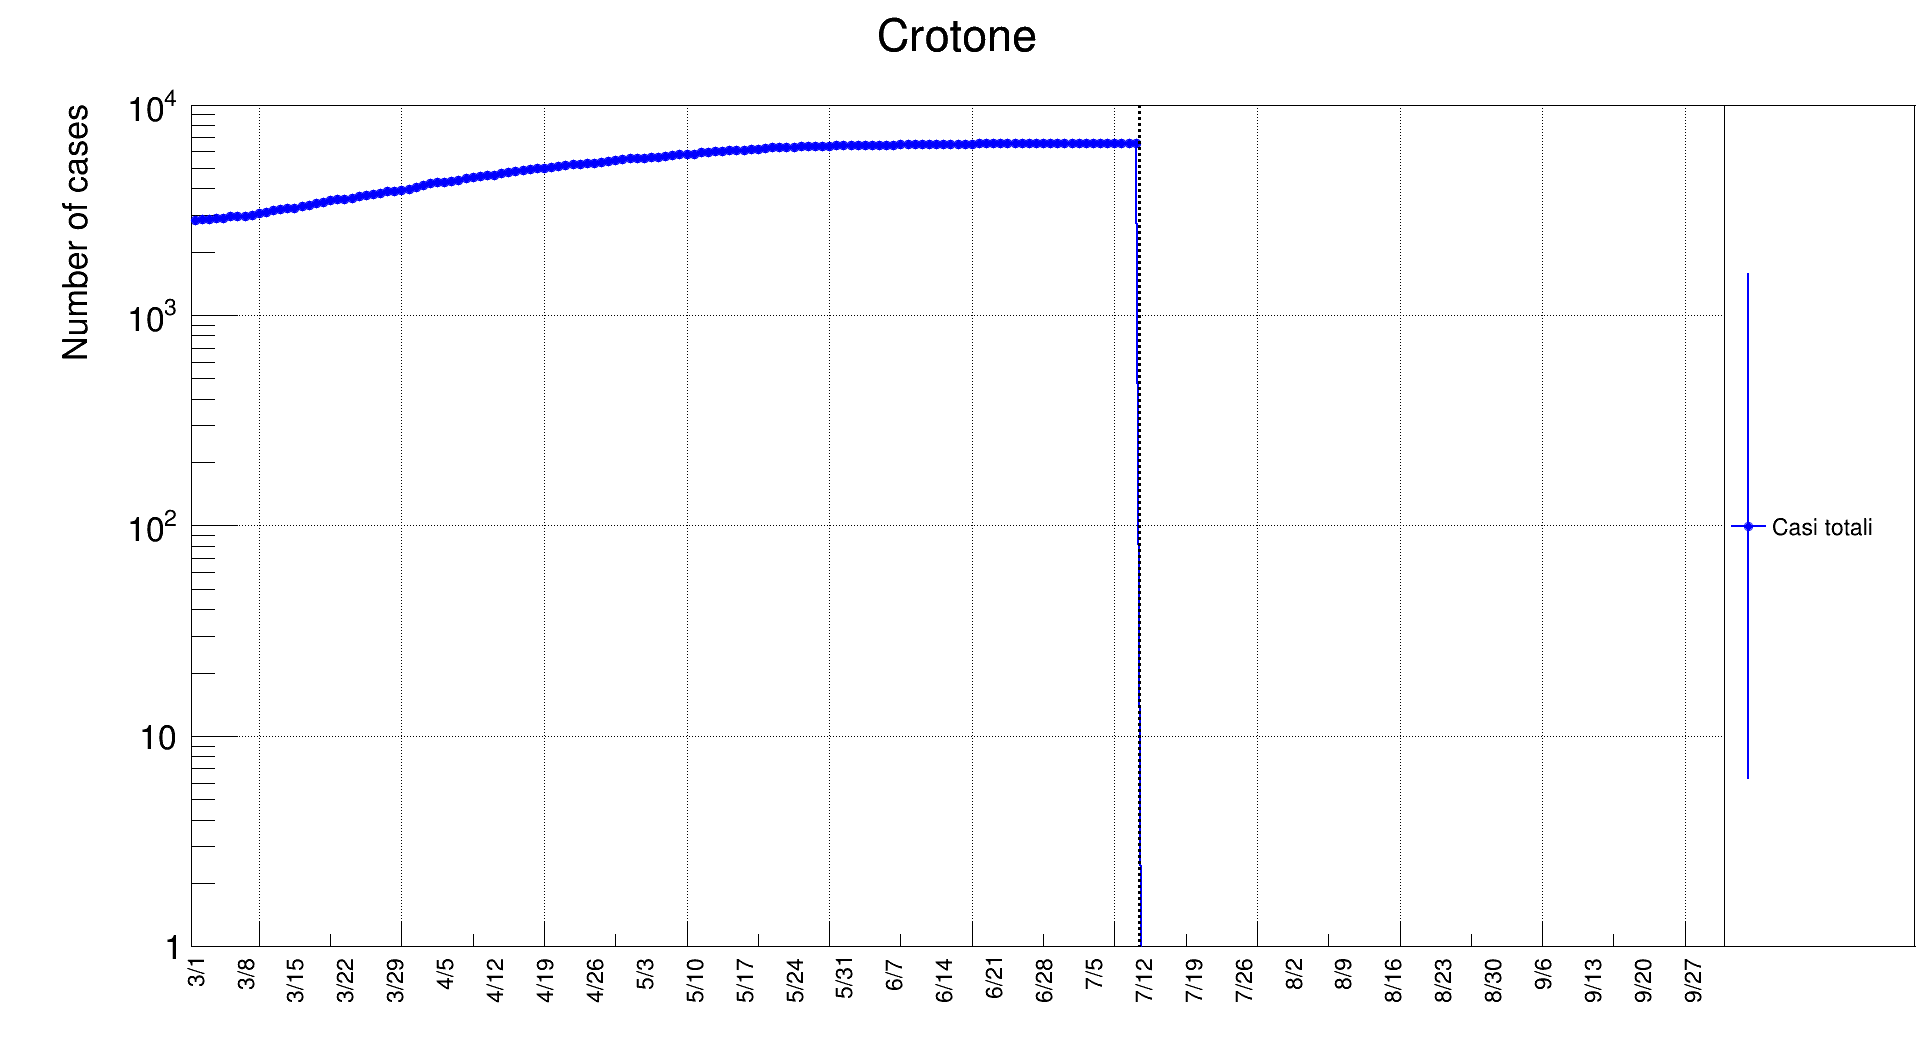 Crotone
Number of cases
10^4
10^3
10^2
10
1
3/1 3/8 3/15 3/22 3/29 4/5 4/12 4/19 4/26 5/3 5/10 5/17 5/24 5/31 6/7 6/14 6/21 6/28 7/5 7/12 7/19 7/26 8/2 8/9 8/16 8/23 8/30 9/6 9/13 9/20 9/27
Casi totali